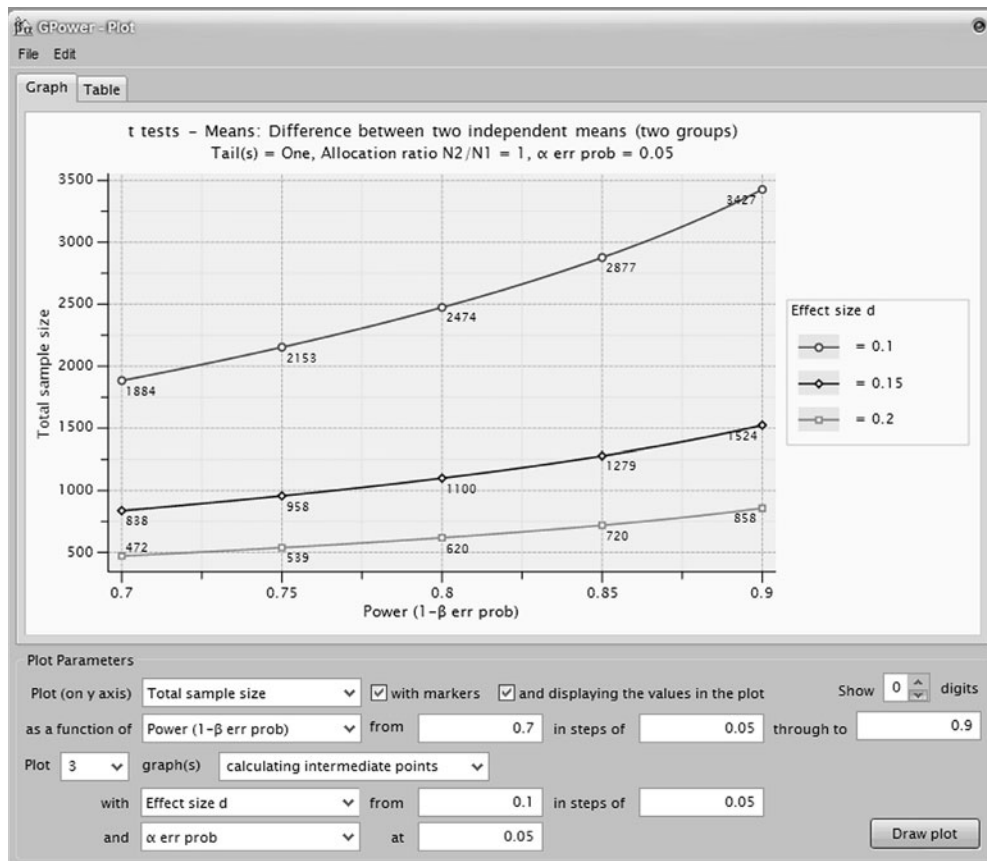 βα GPower - Plot
File Edit
Graph Table
t tests – Means: Difference between two independent means (two groups)
Tail(s) = One, Allocation ratio N2/N1 = 1, α err prob = 0.05
Total sample size
3500
3000
2500
2000
1500
1000
500
1884
2153
2474
2877
3427
838
958
1100
1279
1524
472
539
620
720
858
0.7 0.75 0.8 0.85 0.9
Power (1-β err prob)
Effect size d
= 0.1
= 0.15
= 0.2
Plot Parameters
Plot (on y axis) Total sample size with markers and displaying the values in the plot Show 0 digits
as a function of Power (1-β err prob) from 0.7 in steps of 0.05 through to 0.9
Plot 3 graph(s) calculating intermediate points
with Effect size d from 0.1 in steps of 0.05
and α err prob at 0.05 Draw plot